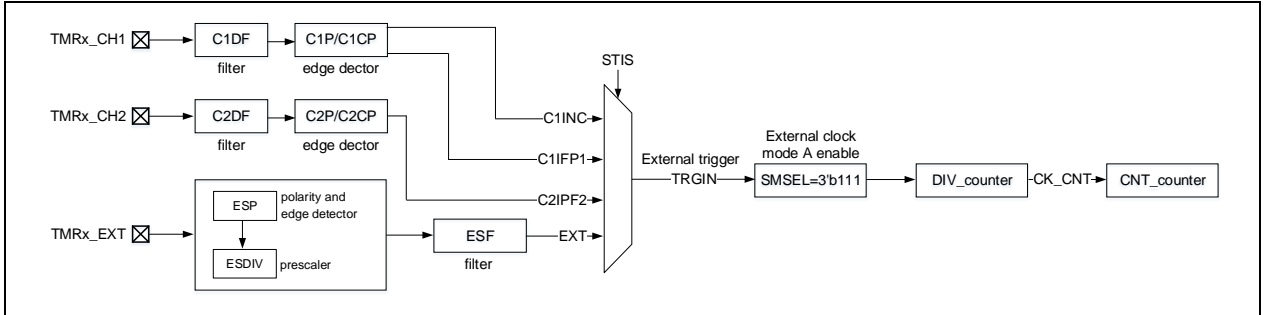 TMRx_CH1
C1DF
filter
C1P/C1CP
edge dector
STIS
TMRx_CH2
C2DF
filter
C2P/C2CP
edge dector
C1INC
C1IFP1
C2IPF2
EXT
External trigger
TRGIN
External clock
mode A enable
SMSEL=3'b111
DIV_counter
CK_CNT
CNT_counter
TMRx_EXT
ESP
polarity and
edge detector
ESDIV
prescaler
ESF
filter